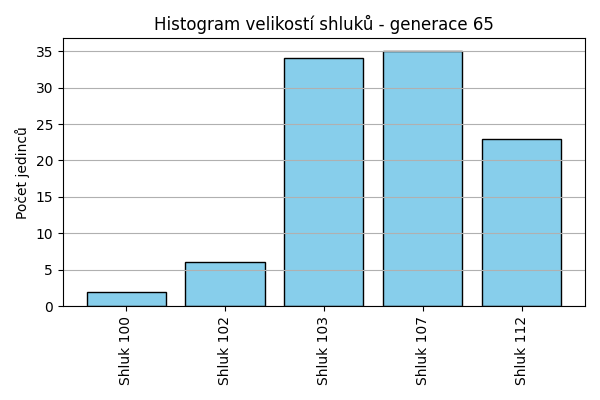 Histogram velikostí shluků - generace 65
Počet jedinců
35
30
25
20
15
10
5
0
Shluk 100
Shluk 102
Shluk 103
Shluk 107
Shluk 112